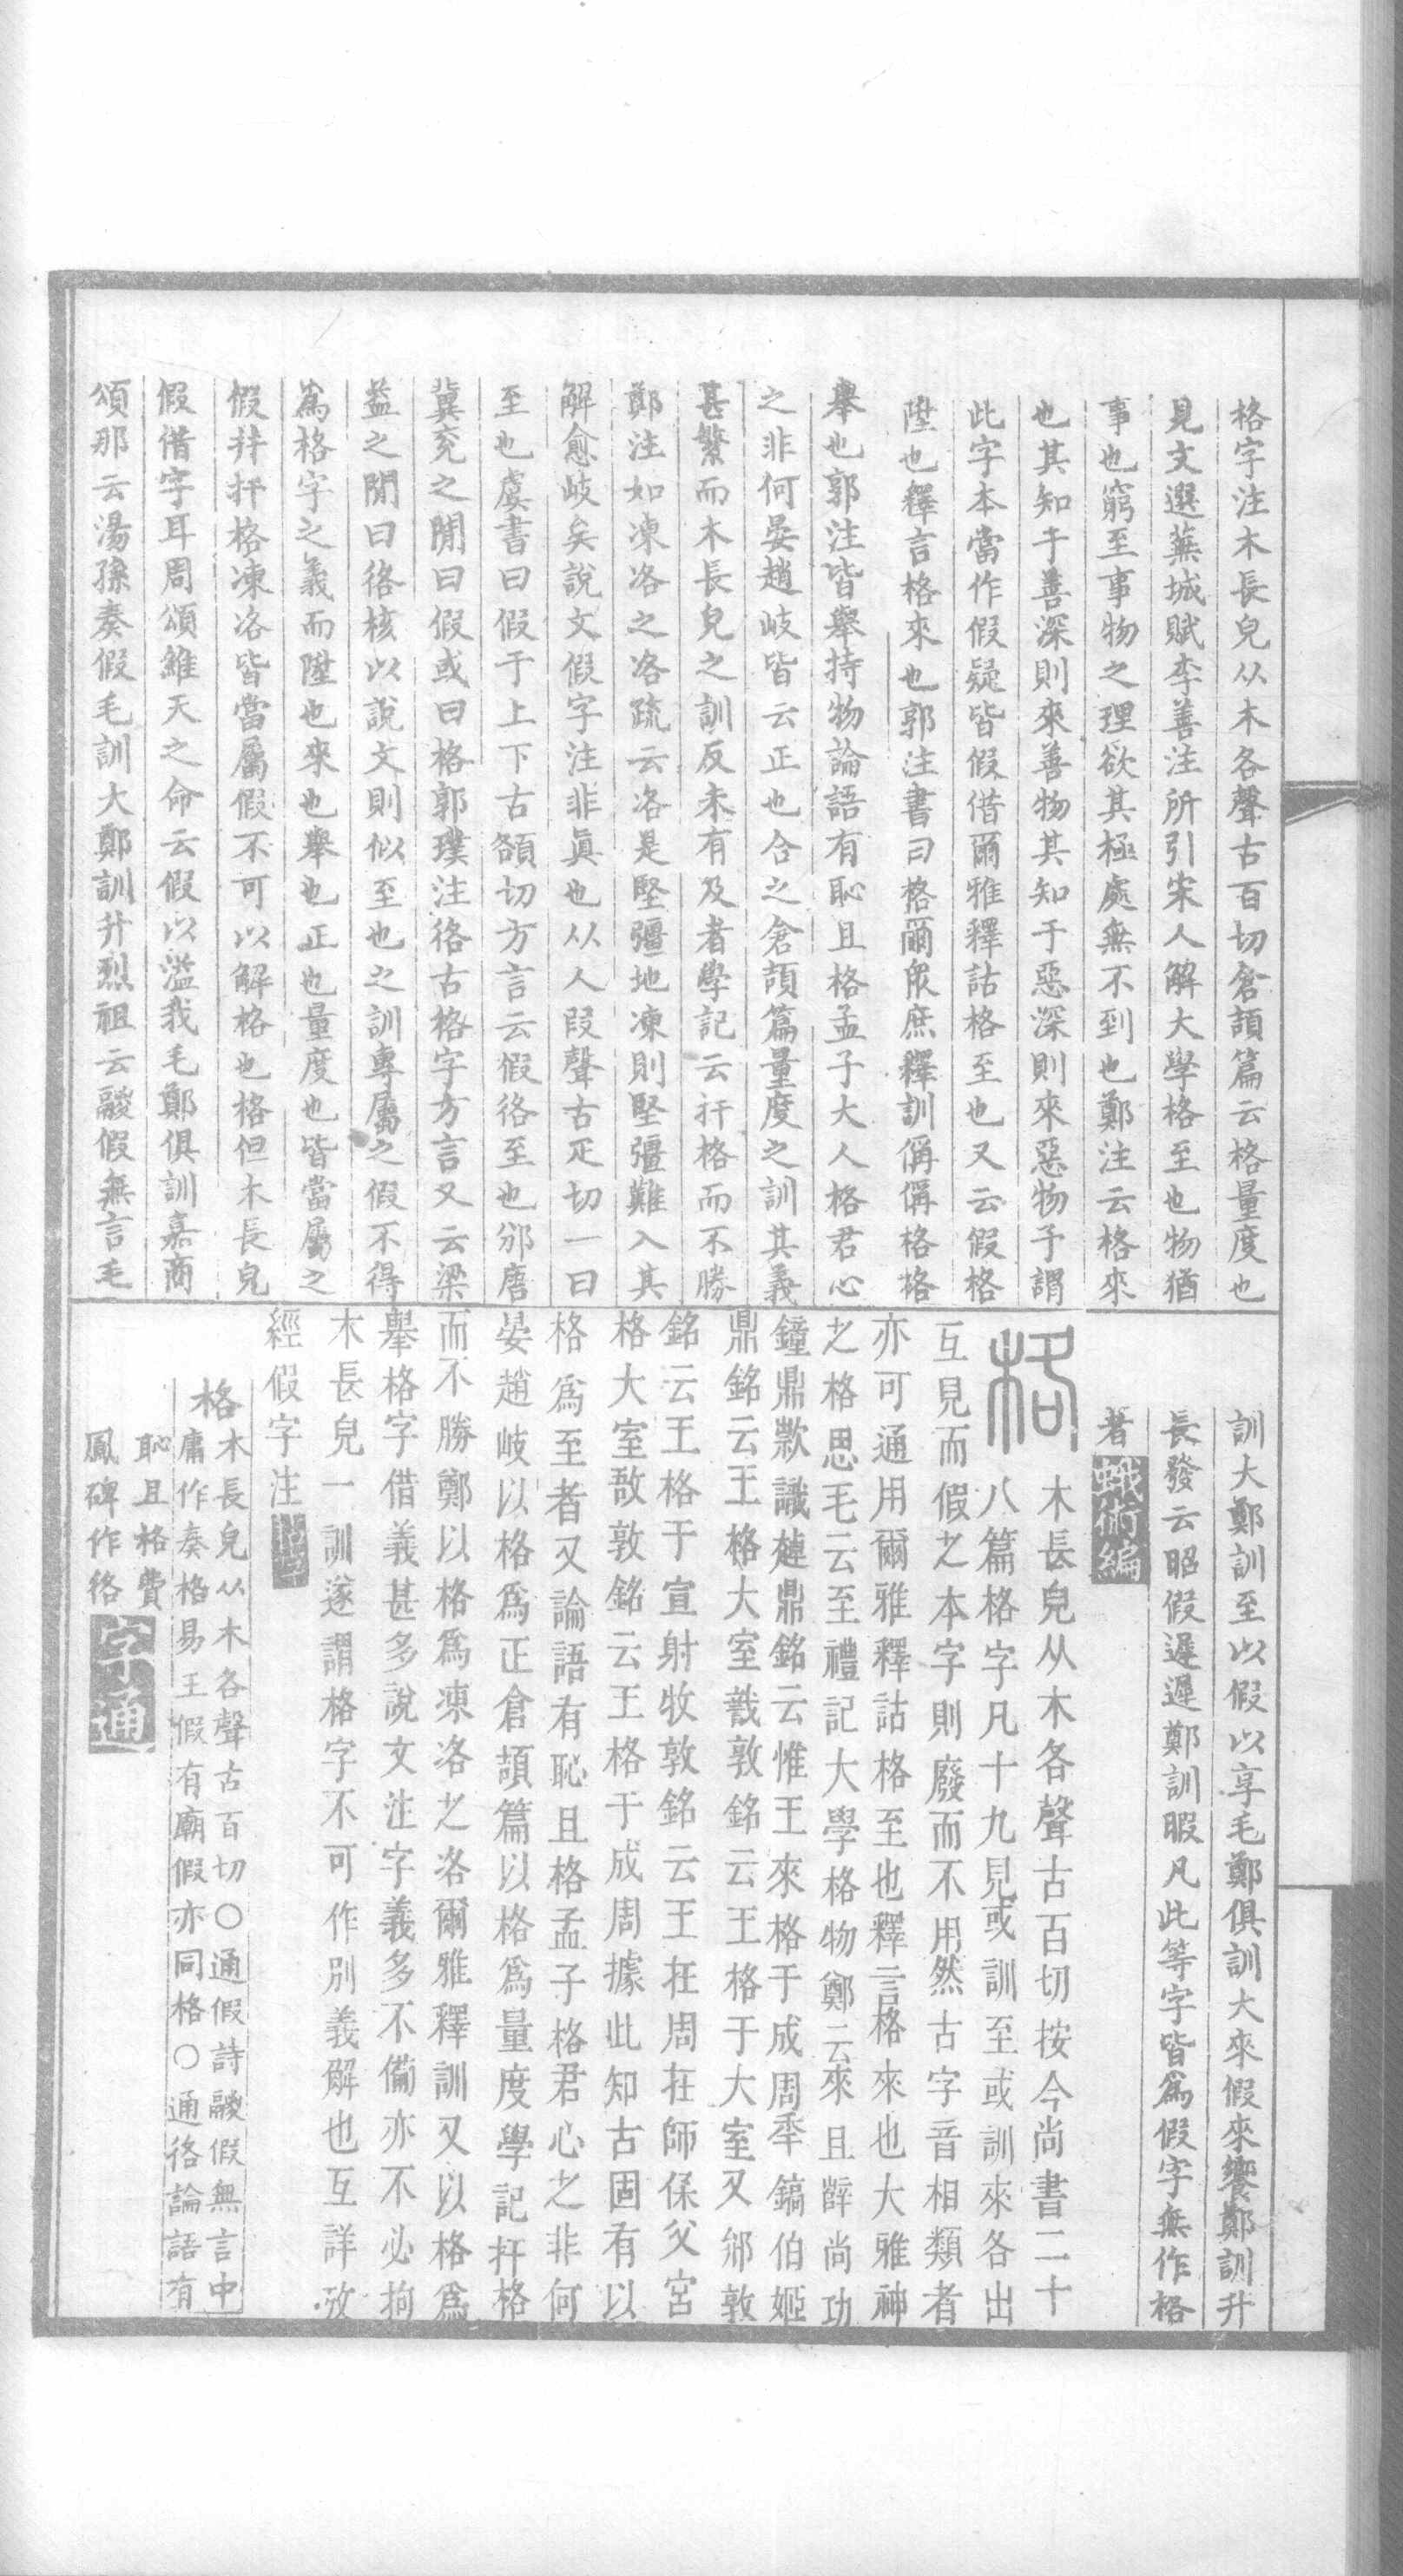 格字注木長皃从木各聲古百切倉頡篇云格量度也
見文選蕪城賦李善注所引宋人解大學格至也物猶
事也窮至事物之理欲其極處無不到也鄭注云格來
也其知于善深則來善物其知于惡深則來惡物予謂
此字本當作假疑皆假借爾雅釋詁格至也又云假格
陞也釋言格來也郭注書曰格爾眾庶釋訓偁偁格格
舉也郭注皆舉持物論語有恥且格孟子大人格君心
之非何晏趙岐皆云正也合之倉頡篇量度之訓其義
甚繁而木長皃之訓反未有及者學記云扞格而不勝
鄭注如凍洛之洛疏云洛是堅彊地凍則堅彊難入其
解愈岐矣說文假字注非眞也从人叚聲古疋切一曰
至也虞書曰假于上下古頟切方言云假佫至也邠唐
冀兖之閒曰假或曰格郭璞注佫古格字方言又云梁
益之閒曰佫核以說文則似至也之訓專屬之假不得
爲格字之義而陞也來也舉也正也量度也皆當屬之
假幷扞格凍洛皆當屬假不可以解格也格但木長皃
假借字耳周頌維天之命云假以溢我毛鄭俱訓嘉商
頌那云湯孫奏假毛訓大鄭訓升烈祖云鬷假無言毛
訓大鄭訓至以假以享毛鄭俱訓大來假來饗鄭訓升
長發云昭假遲遲鄭訓暇凡此等字皆爲假字無作格
者 蛾術編
格 木長皃从木各聲古百切按今尚書二十
八篇格字凡十九見或訓至或訓來各出
互見而假之本字則廢而不用然古字音相類者
亦可通用爾雅釋詁格至也釋言格來也大雅神
之格思毛云至禮記大學格物鄭云來且辥尚功
鐘鼎款識𨖴鼎銘云惟王來格于成周秊鎬伯姬
鼎銘云王格大室㦵敦銘云王格于大室又䢵敦
銘云王格于宣射牧敦銘云王在周在師保父宮
格大室敔敦銘云王格于成周據此知古固有以
格爲至者又論語有恥且格孟子格君心之非何
晏趙岐以格爲正倉頡篇以格爲量度學記扞格
而不勝鄭以格爲凍洛之洛爾雅釋訓又以格爲
舉格字借義甚多說文注字義多不備亦不必拘
木長皃一訓遂謂格字不可作別義解也互詳攷
經假字注
格 木長皃从木各聲古百切○通假詩鬷假無言中
庸作奏格易王假有廟假亦同格○通佫論語有
恥且格費
鳳碑作佫 字通